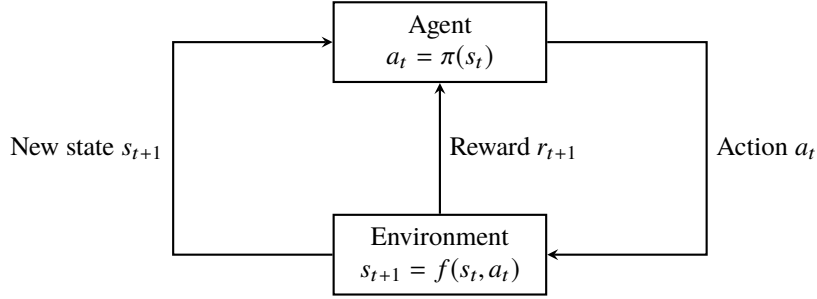 Agent
a_t = π(s_t)
New state s_{t+1}
Reward r_{t+1}
Action a_t
Environment
s_{t+1} = f(s_t, a_t)